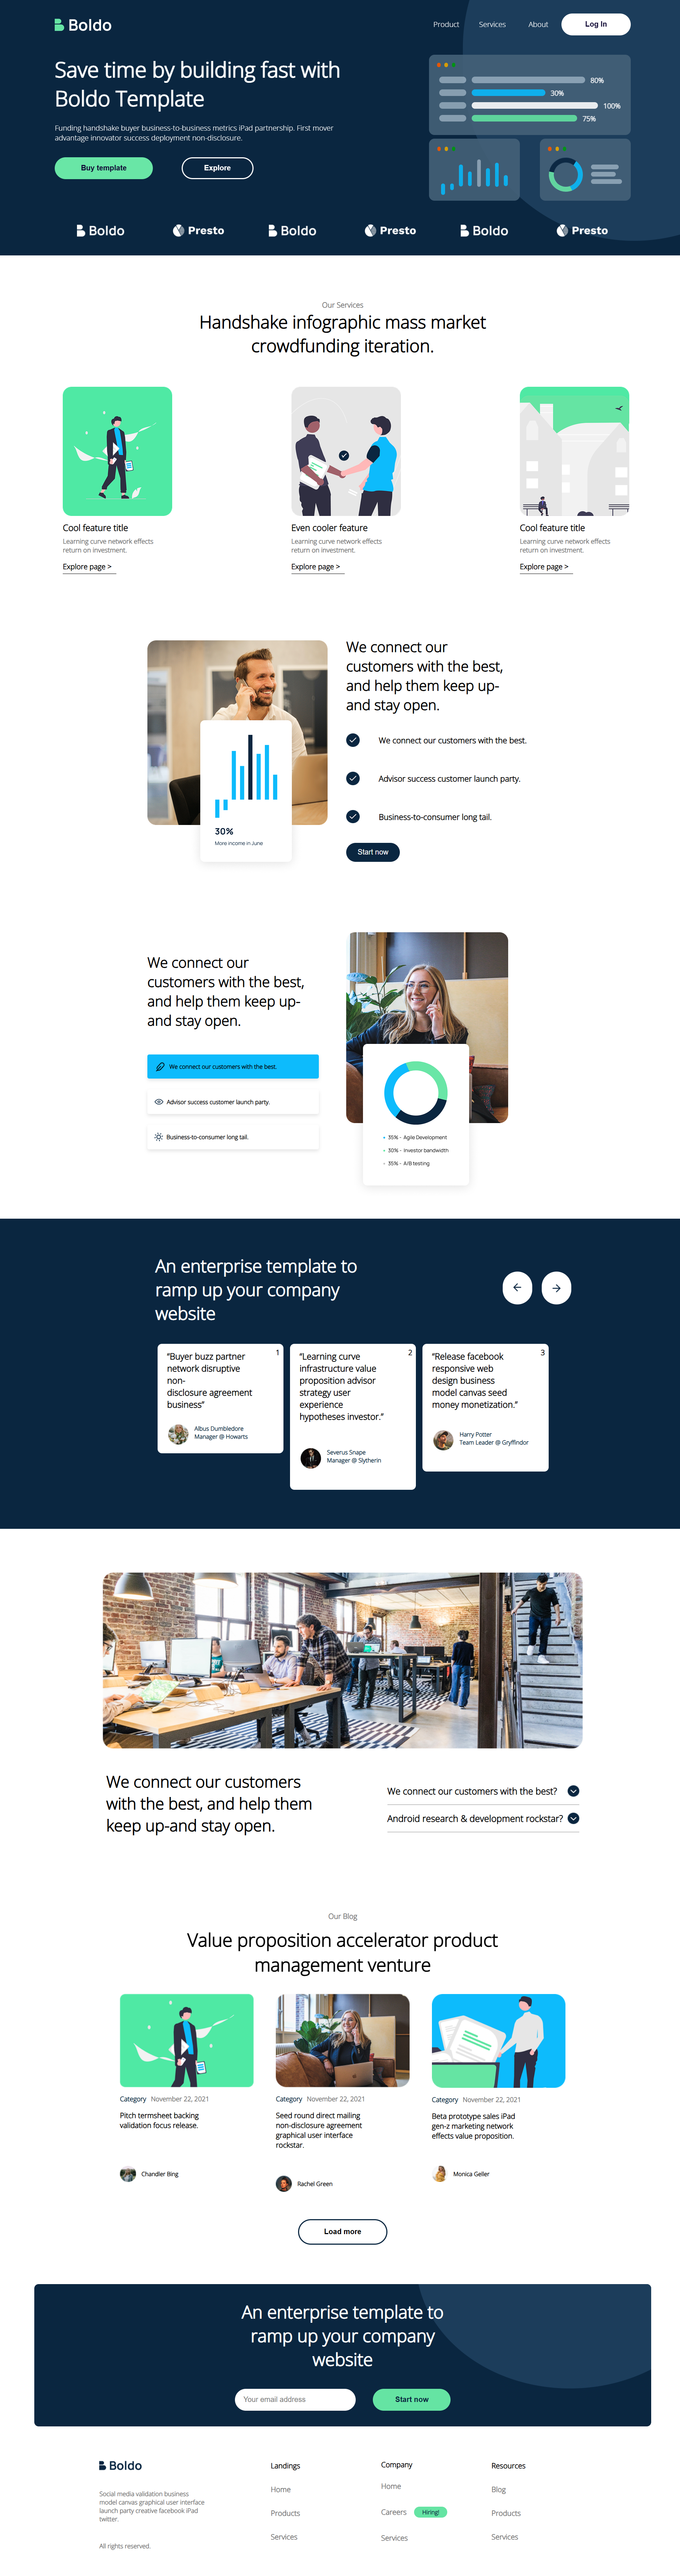 Boldo
Product Services About Log In
Save time by building fast with
Boldo Template
Funding handshake buyer business-to-business metrics iPad partnership. First mover
advantage innovator success deployment non-disclosure.
Buy template Explore
80%
30%
100%
75%
Boldo Presto Boldo Presto Boldo Presto
Our Services
Handshake infographic mass market
crowdfunding iteration.
Cool feature title
Learning curve network effects
return on investment.
Explore page >
Even cooler feature
Learning curve network effects
return on investment.
Explore page >
Cool feature title
Learning curve network effects
return on investment.
Explore page >
30%
More income in June
We connect our
customers with the best,
and help them keep up-
and stay open.
We connect our customers with the best.
Advisor success customer launch party.
Business-to-consumer long tail.
Start now
We connect our
customers with the best,
and help them keep up-
and stay open.
We connect our customers with the best.
Advisor success customer launch party.
Business-to-consumer long tail.
35% - Agile Development
30% - Investor bandwidth
35% - A/B testing
An enterprise template to
ramp up your company
website
1
“Buyer buzz partner
network disruptive
non-
disclosure agreement
business”
Albus Dumbledore
Manager @ Howarts
2
“Learning curve
infrastructure value
proposition advisor
strategy user
experience
hypotheses investor.”
Severus Snape
Manager @ Slytherin
3
“Release facebook
responsive web
design business
model canvas seed
money monetization.”
Harry Potter
Team Leader @ Gryffindor
We connect our customers
with the best, and help them
keep up-and stay open.
We connect our customers with the best?
Android research & development rockstar?
Our Blog
Value proposition accelerator product
management venture
Category November 22, 2021
Pitch termsheet backing
validation focus release.
Chandler Bing
Category November 22, 2021
Seed round direct mailing
non-disclosure agreement
graphical user interface
rockstar.
Rachel Green
Category November 22, 2021
Beta prototype sales iPad
gen-z marketing network
effects value proposition.
Monica Geller
Load more
An enterprise template to
ramp up your company
website
Your email address Start now
Boldo
Social media validation business
model canvas graphical user interface
launch party creative facebook iPad
twitter.
All rights reserved.
Landings
Home
Products
Services
Company
Home
Careers Hiring!
Services
Resources
Blog
Products
Services